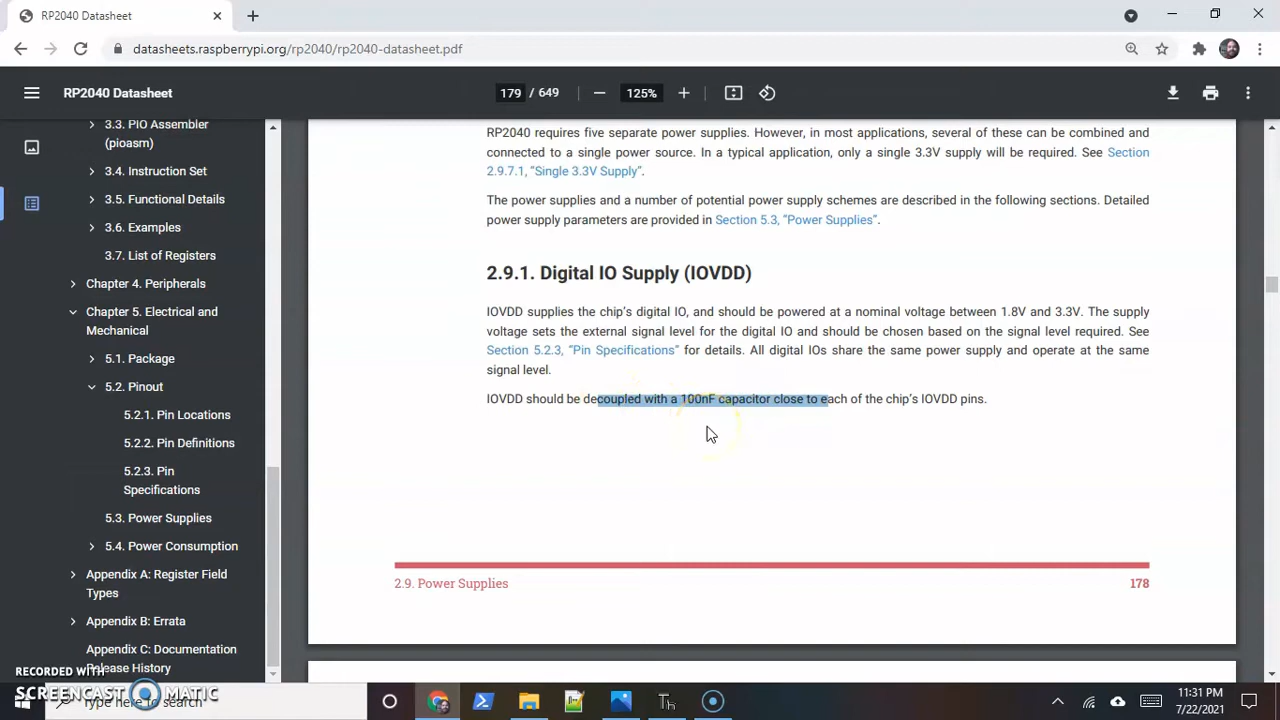 RP2040 Datasheet
datasheets.raspberrypi.org/rp2040/rp2040-datasheet.pdf
RP2040 Datasheet
179 / 649
125%
3.3. PIO Assembler
(pioasm)
3.4. Instruction Set
3.5. Functional Details
3.6. Examples
3.7. List of Registers
Chapter 4. Peripherals
Chapter 5. Electrical and
Mechanical
5.1. Package
5.2. Pinout
5.2.1. Pin Locations
5.2.2. Pin Definitions
5.2.3. Pin
Specifications
5.3. Power Supplies
5.4. Power Consumption
Appendix A: Register Field
Types
Appendix B: Errata
Appendix C: Documentation
Release History
RP2040 requires five separate power supplies. However, in most applications, several of these can be combined and
connected to a single power source. In a typical application, only a single 3.3V supply will be required. See Section
2.9.7.1, “Single 3.3V Supply”.
The power supplies and a number of potential power supply schemes are described in the following sections. Detailed
power supply parameters are provided in Section 5.3, “Power Supplies”.
2.9.1. Digital IO Supply (IOVDD)
IOVDD supplies the chip’s digital IO, and should be powered at a nominal voltage between 1.8V and 3.3V. The supply
voltage sets the external signal level for the digital IO and should be chosen based on the signal level required. See
Section 5.2.3, “Pin Specifications” for details. All digital IOs share the same power supply and operate at the same
signal level.
IOVDD should be decoupled with a 100nF capacitor close to each of the chip’s IOVDD pins.
2.9. Power Supplies
178
RECORDED WITH
SCREENCAST MATIC
Type here to search
Th
11:31 PM
7/22/2021